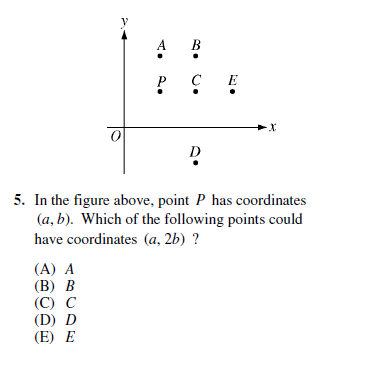 y
A B
P C E
x
O
D
5. In the figure above, point P has coordinates
(a, b). Which of the following points could
have coordinates (a, 2b) ?
(A) A
(B) B
(C) C
(D) D
(E) E